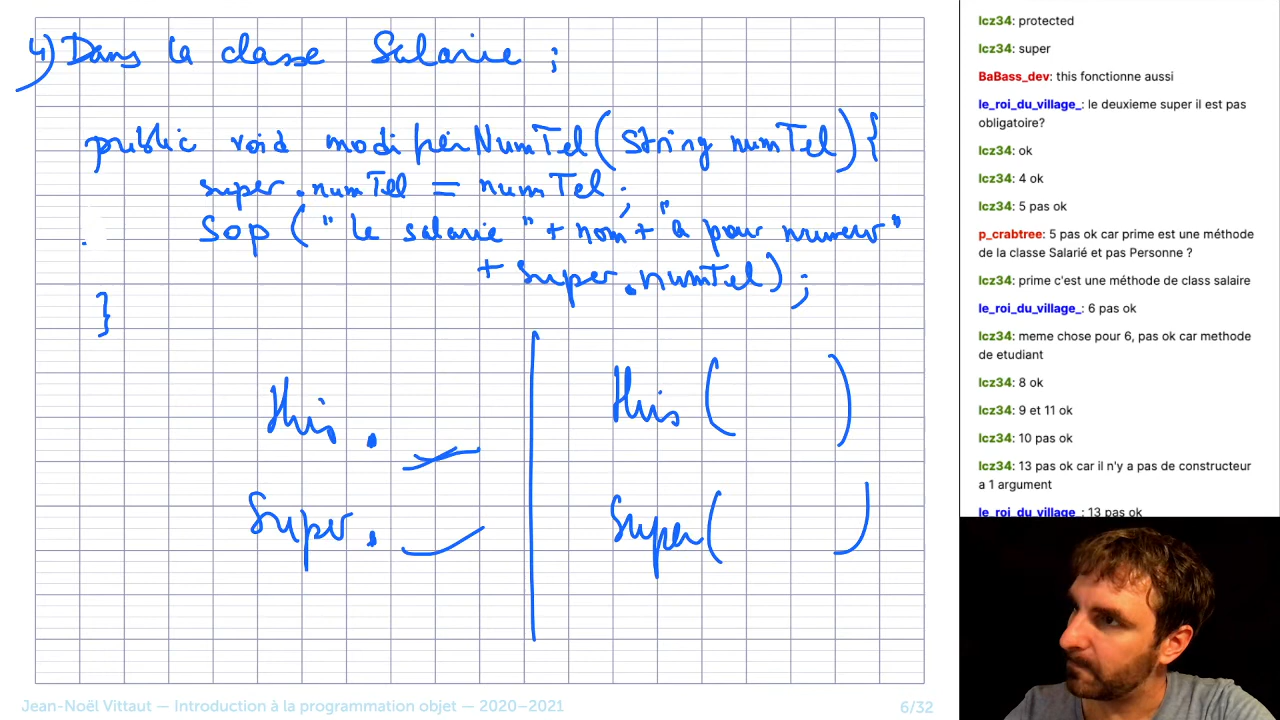 4) Dans la classe Salarie ;
public void modifierNumTel(String numTel){
super.numTel = numTel;
Sop ("le salarie" + nom + "a pour numeur"
+ super.numTel);
}
this.
super.
this( )
super( )
Jean-Noël Vittaut — Introduction à la programmation objet — 2020–2021
6/32
lcz34: protected
lcz34: super
BaBass_dev: this fonctionne aussi
le_roi_du_village_: le deuxieme super il est pas
obligatoire?
lcz34: ok
lcz34: 4 ok
lcz34: 5 pas ok
p_crabtree: 5 pas ok car prime est une méthode
de la classe Salarié et pas Personne ?
lcz34: prime c'est une méthode de class salaire
le_roi_du_village_: 6 pas ok
lcz34: meme chose pour 6, pas ok car methode
de etudiant
lcz34: 8 ok
lcz34: 9 et 11 ok
lcz34: 10 pas ok
lcz34: 13 pas ok car il n'y a pas de constructeur
a 1 argument
le_roi_du_village_: 13 pas ok